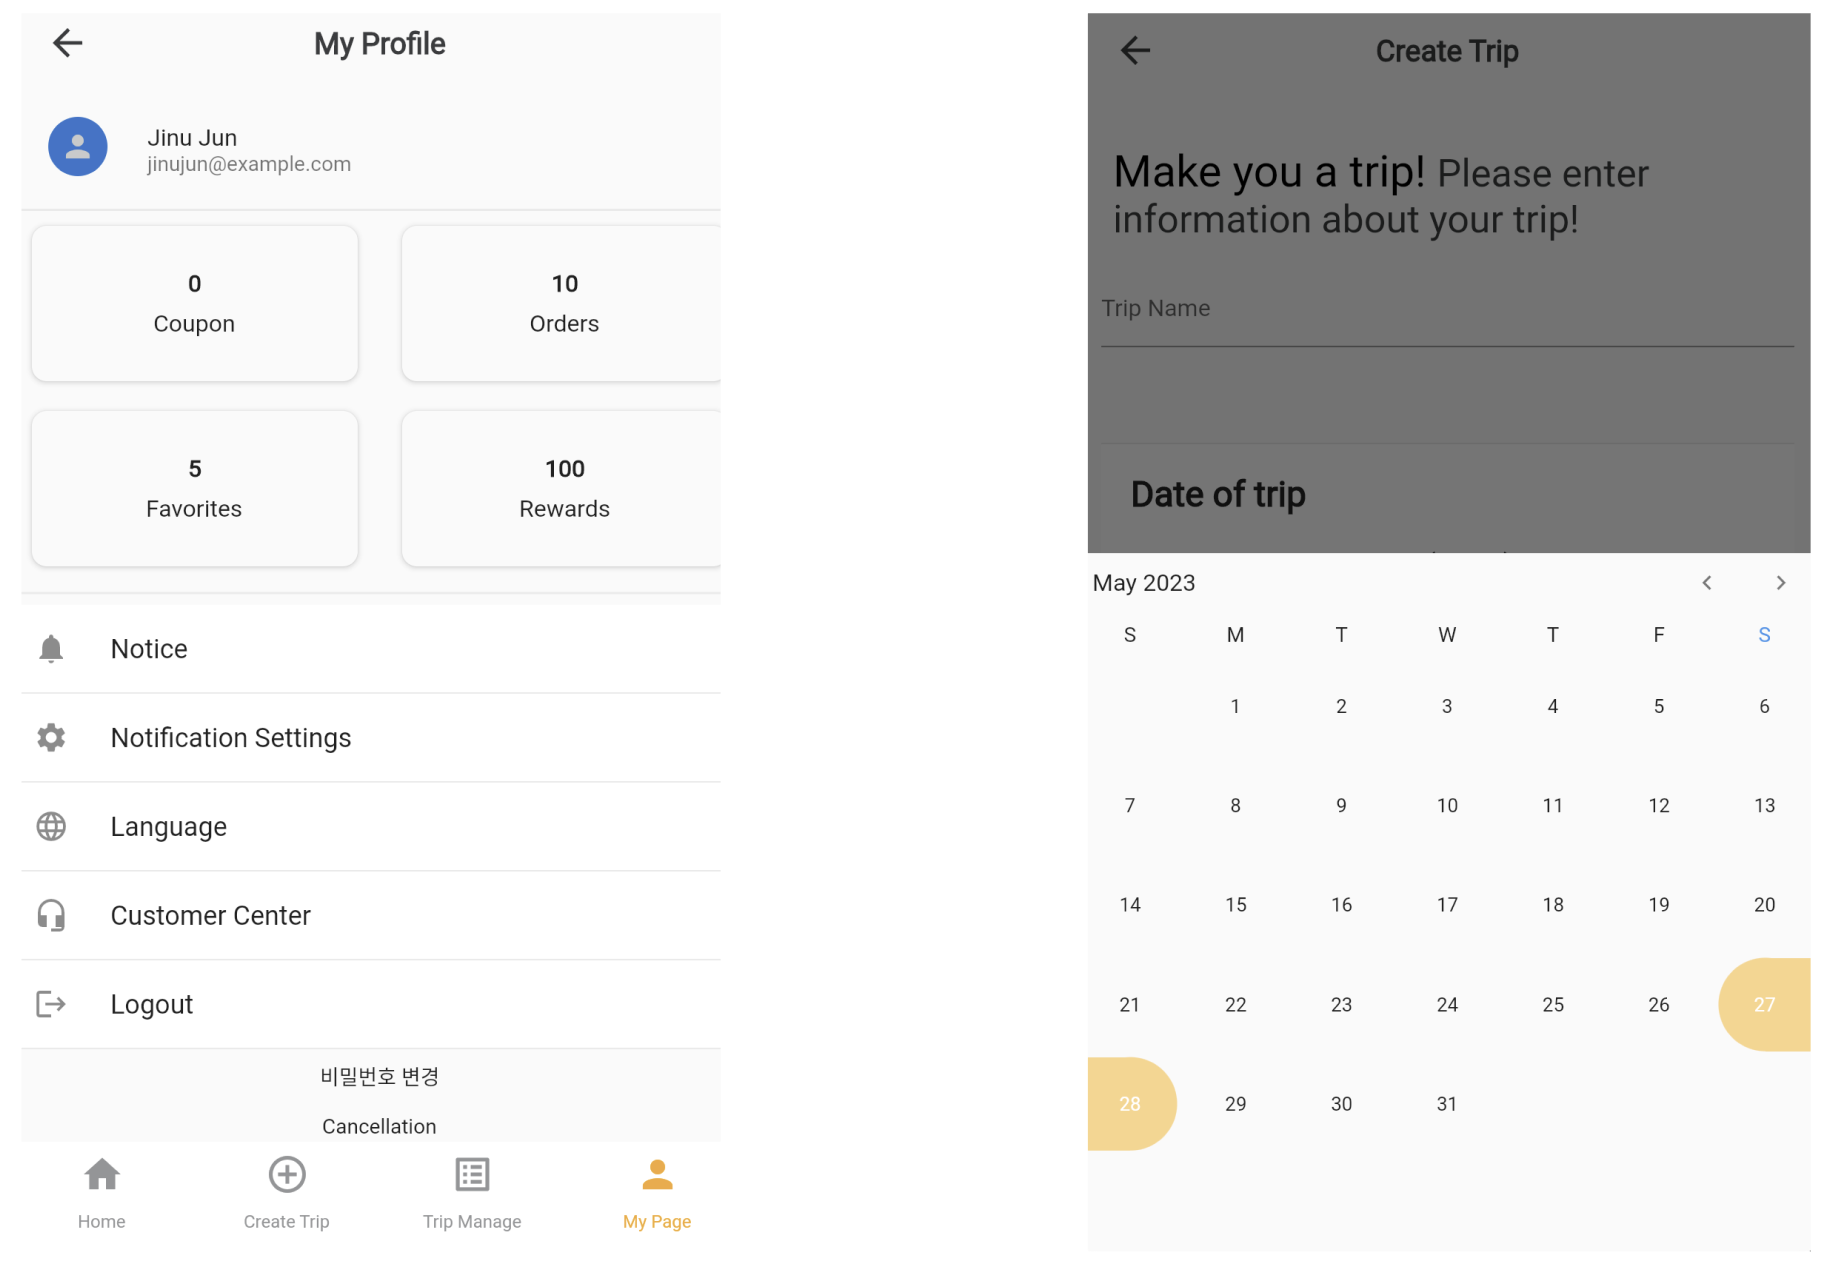 My Profile
Jinu Jun
jinujun@example.com
0
Coupon
10
Orders
5
Favorites
100
Rewards
Notice
Notification Settings
Language
Customer Center
Logout
비밀번호 변경
Cancellation
Home
Create Trip
Trip Manage
My Page
Create Trip
Make you a trip! Please enter
information about your trip!
Trip Name
Date of trip
May 2023
S M T W T F S
1 2 3 4 5 6
7 8 9 10 11 12 13
14 15 16 17 18 19 20
21 22 23 24 25 26 27
28 29 30 31